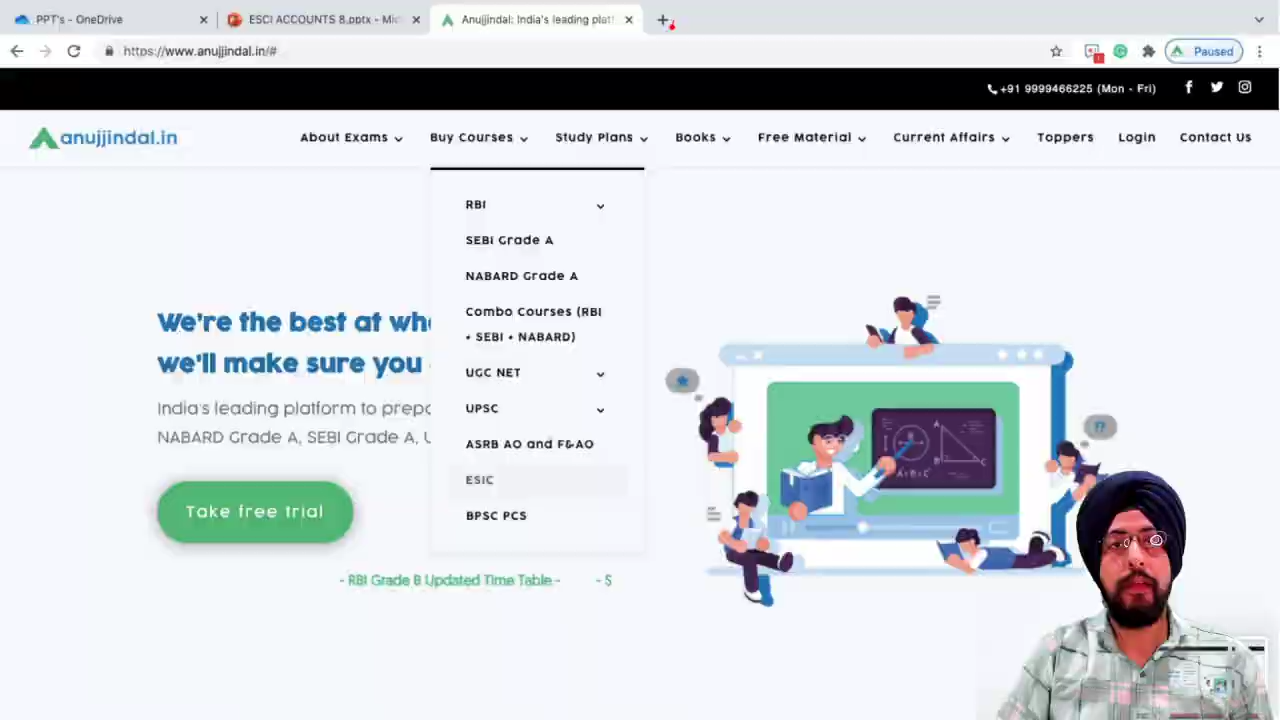 PPT's - OneDrive
ESCI ACCOUNTS 8.pptx - Mic
Anujjindal: India's leading platf
https://www.anujjindal.in/#
Paused
+91 9999466225 (Mon - Fri)
anujjindal.in
About Exams
Buy Courses
Study Plans
Books
Free Material
Current Affairs
Toppers
Login
Contact Us
RBI
SEBI Grade A
NABARD Grade A
Combo Courses (RBI
+ SEBI + NABARD)
UGC NET
UPSC
ASRB AO and F&AO
ESIC
BPSC PCS
We're the best at wh
we'll make sure you
India's leading platform to prep
NABARD Grade A, SEBI Grade A, U
Take free trial
- RBI Grade B Updated Time Table -
- S